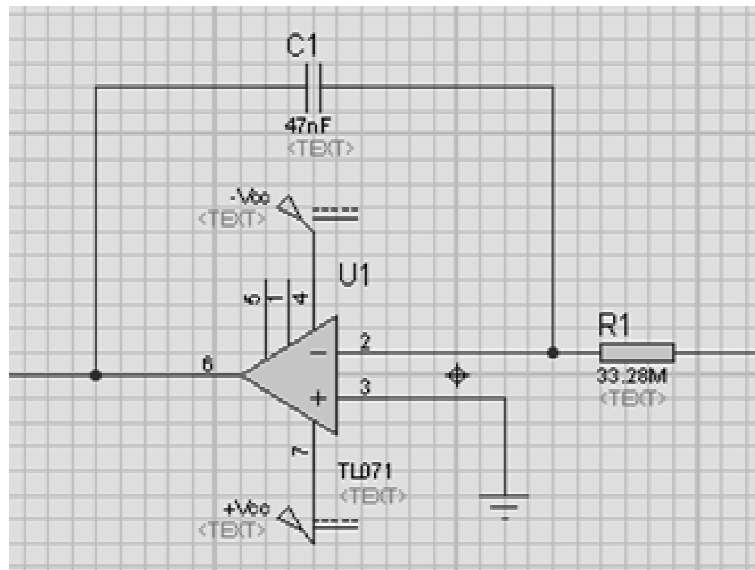 C1
47nF
<TEXT>
-Vcc
<TEXT>
U1
5
1
4
6
2
3
R1
33.28M
<TEXT>
7
TL071
<TEXT>
+Vcc
<TEXT>